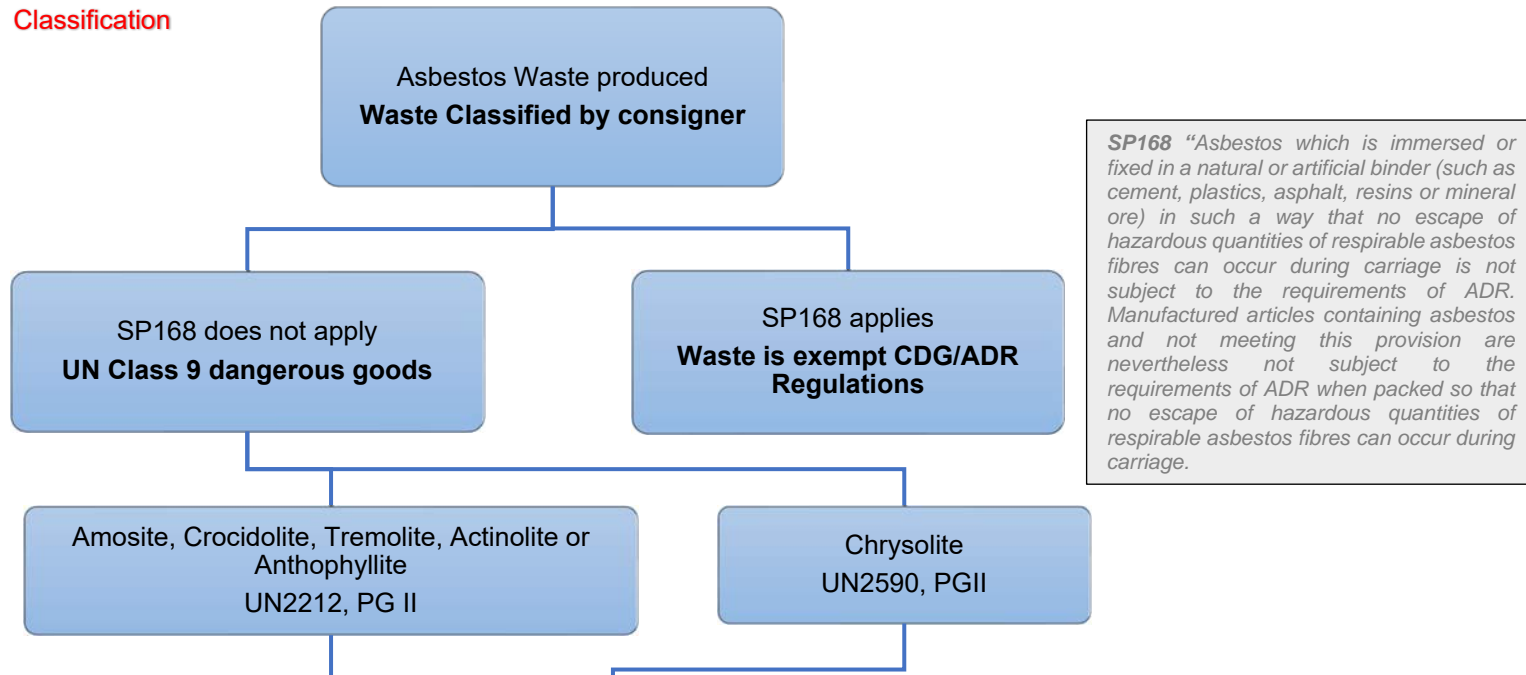 Classification
Asbestos Waste produced
Waste Classified by consigner
SP168 does not apply
UN Class 9 dangerous goods
SP168 applies
Waste is exempt CDG/ADR
Regulations
SP168 “Asbestos which is immersed or
fixed in a natural or artificial binder (such as
cement, plastics, asphalt, resins or mineral
ore) in such a way that no escape of
hazardous quantities of respirable asbestos
fibres can occur during carriage is not
subject to the requirements of ADR.
Manufactured articles containing asbestos
and not meeting this provision are
nevertheless not subject to the
requirements of ADR when packed so that
no escape of hazardous quantities of
respirable asbestos fibres can occur during
carriage.
Amosite, Crocidolite, Tremolite, Actinolite or
Anthophyllite
UN2212, PG II
Chrysolite
UN2590, PGII